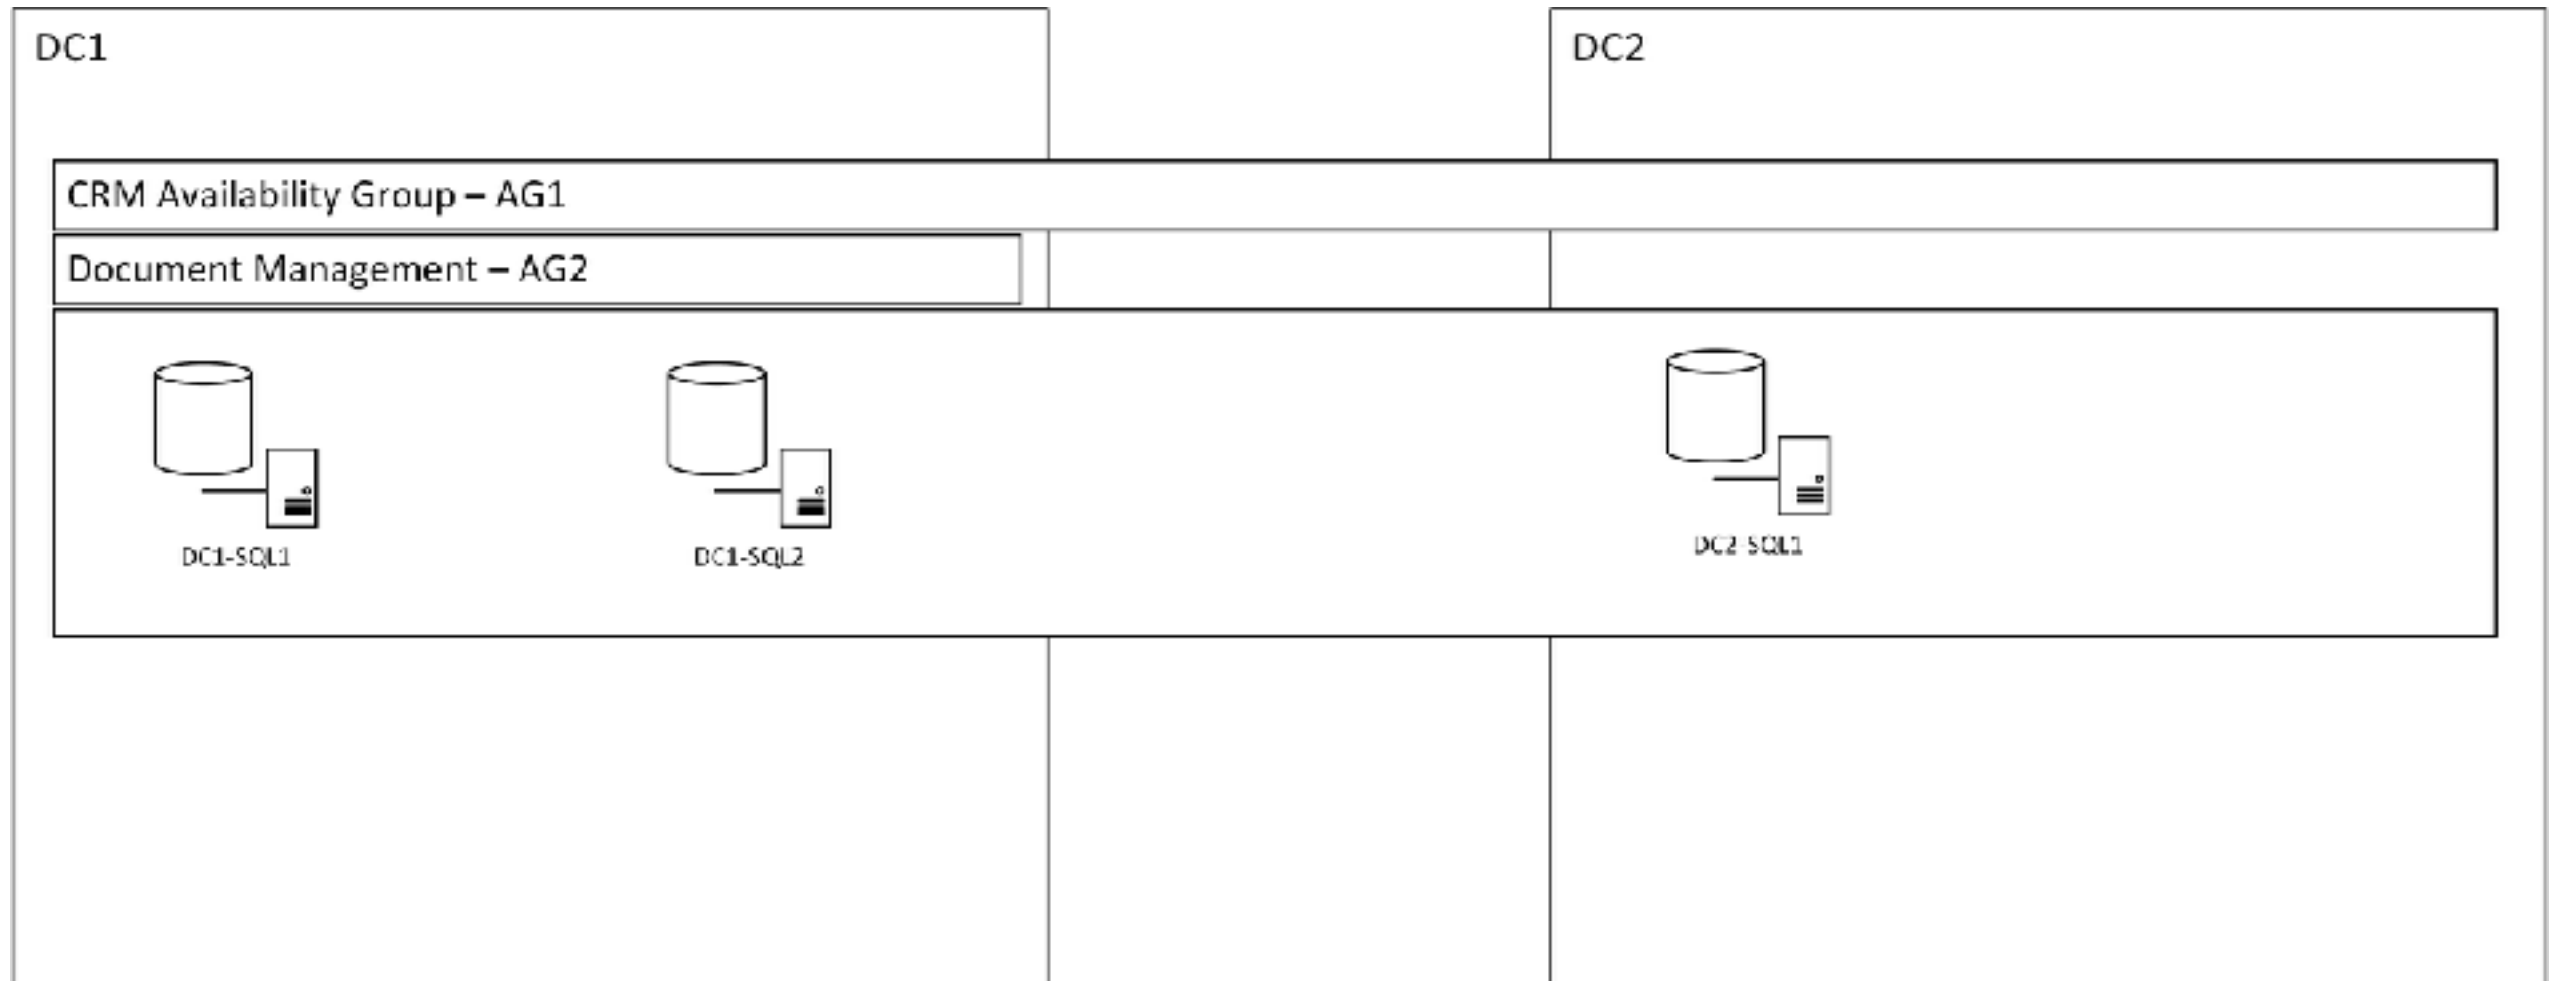 DC1
DC2
CRM Availability Group – AG1
Document Management – AG2
DC1-SQL1
DC1-SQL2
DC2-SQL1